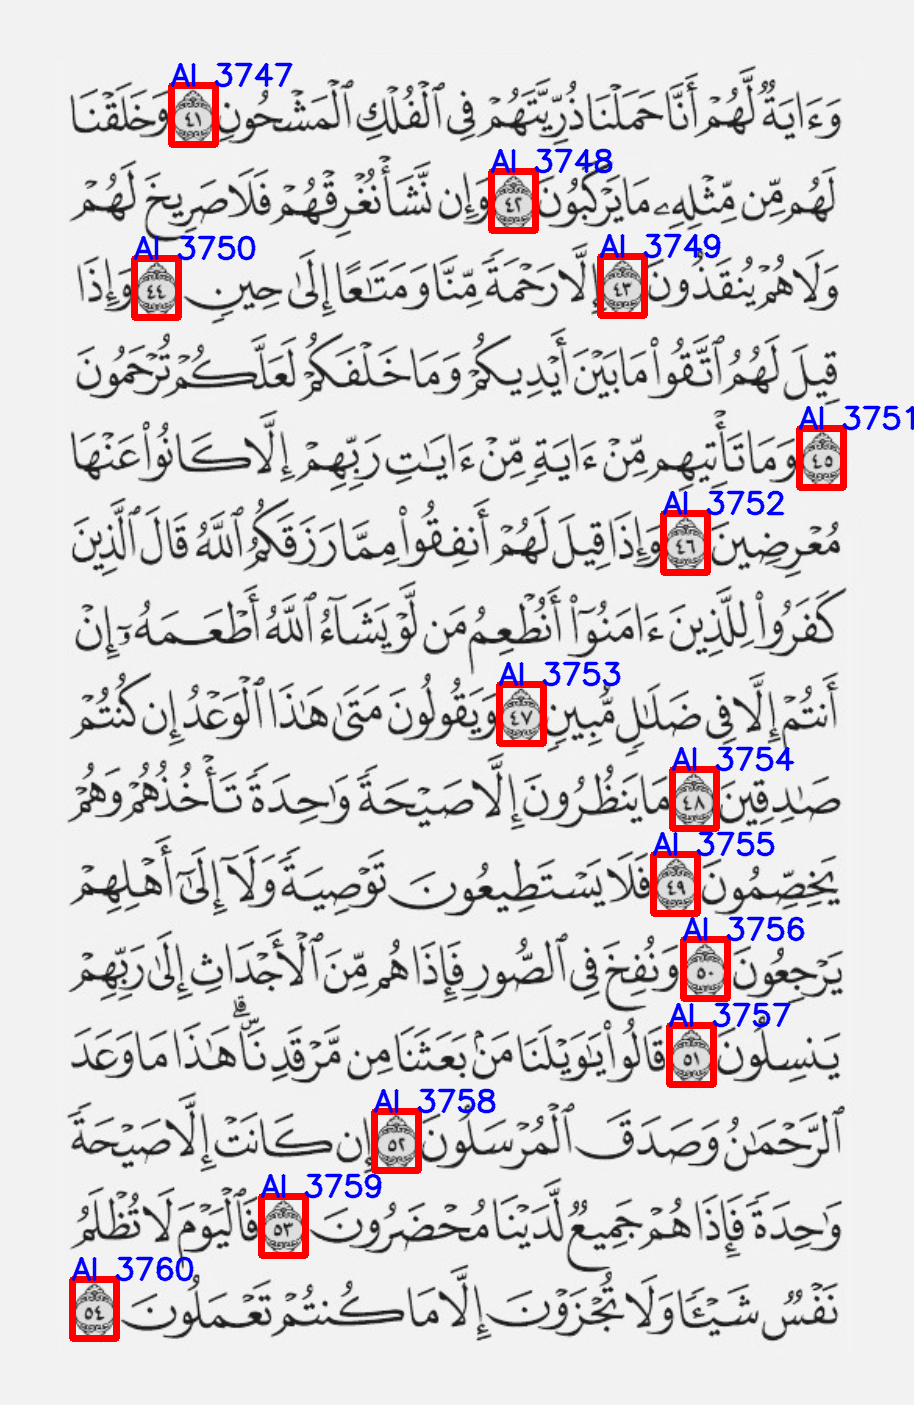 AI 3747
وَءَايَةٌ لَّهُمْ أَنَّا حَمَلْنَا ذُرِّيَّتَهُمْ فِي ٱلْفُلْكِ ٱلْمَشْحُونِ ٤١ وَخَلَقْنَا
AI 3748
لَهُم مِّن مِّثْلِهِۦ مَا يَرْكَبُونَ ٤٢ وَإِن نَّشَأْ نُغْرِقْهُمْ فَلَا صَرِيخَ لَهُمْ
AI 3749 AI 3750
وَلَا هُمْ يُنقَذُونَ ٤٣ إِلَّا رَحْمَةً مِّنَّا وَمَتَٰعًا إِلَىٰ حِينٍ ٤٤ وَإِذَا
قِيلَ لَهُمُ ٱتَّقُوا۟ مَا بَيْنَ أَيْدِيكُمْ وَمَا خَلْفَكُمْ لَعَلَّكُمْ تُرْحَمُونَ
AI 3751
٤٥ وَمَا تَأْتِيهِم مِّنْ ءَايَةٍ مِّنْ ءَايَٰتِ رَبِّهِمْ إِلَّا كَانُوا۟ عَنْهَا
AI 3752
مُعْرِضِينَ ٤٦ وَإِذَا قِيلَ لَهُمْ أَنفِقُوا۟ مِمَّا رَزَقَكُمُ ٱللَّهُ قَالَ ٱلَّذِينَ
كَفَرُوا۟ لِلَّذِينَ ءَامَنُوٓا۟ أَنُطْعِمُ مَن لَّوْ يَشَآءُ ٱللَّهُ أَطْعَمَهُۥٓ إِنْ
AI 3753
أَنتُمْ إِلَّا فِي ضَلَٰلٍ مُّبِينٍ ٤٧ وَيَقُولُونَ مَتَىٰ هَٰذَا ٱلْوَعْدُ إِن كُنتُمْ
AI 3754
صَٰدِقِينَ ٤٨ مَا يَنظُرُونَ إِلَّا صَيْحَةً وَٰحِدَةً تَأْخُذُهُمْ وَهُمْ
AI 3755
يَخِصِّمُونَ ٤٩ فَلَا يَسْتَطِيعُونَ تَوْصِيَةً وَلَآ إِلَىٰٓ أَهْلِهِمْ
AI 3756
يَرْجِعُونَ ٥٠ وَنُفِخَ فِي ٱلصُّورِ فَإِذَا هُم مِّنَ ٱلْأَجْدَاثِ إِلَىٰ رَبِّهِمْ
AI 3757
يَنسِلُونَ ٥١ قَالُوا۟ يَٰوَيْلَنَا مَنۢ بَعَثَنَا مِن مَّرْقَدِنَا ۜ ۗ هَٰذَا مَا وَعَدَ
AI 3758
ٱلرَّحْمَٰنُ وَصَدَقَ ٱلْمُرْسَلُونَ ٥٢ إِن كَانَتْ إِلَّا صَيْحَةً
AI 3759
وَٰحِدَةً فَإِذَا هُمْ جَمِيعٌ لَّدَيْنَا مُحْضَرُونَ ٥٣ فَٱلْيَوْمَ لَا تُظْلَمُ
AI 3760
نَفْسٌ شَيْـًٔا وَلَا تُجْزَوْنَ إِلَّا مَا كُنتُمْ تَعْمَلُونَ ٥٤